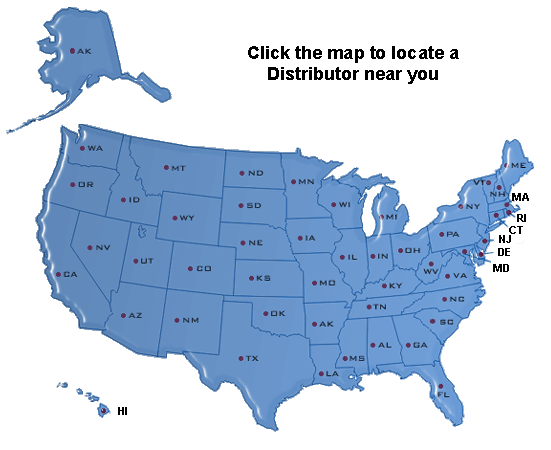 AK
Click the map to locate a
Distributor near you
WA
MT
ND
MN
ME
VT
NH
OR
ID
SD
WI
MI
NY
MA
WY
RI
CT
PA
NJ
NV
NE
IA
OH
DE
UT
CO
IL
IN
WV
MD
CA
KS
MO
KY
VA
NC
AZ
NM
OK
AK
TN
SC
TX
MS
AL
GA
LA
FL
HI